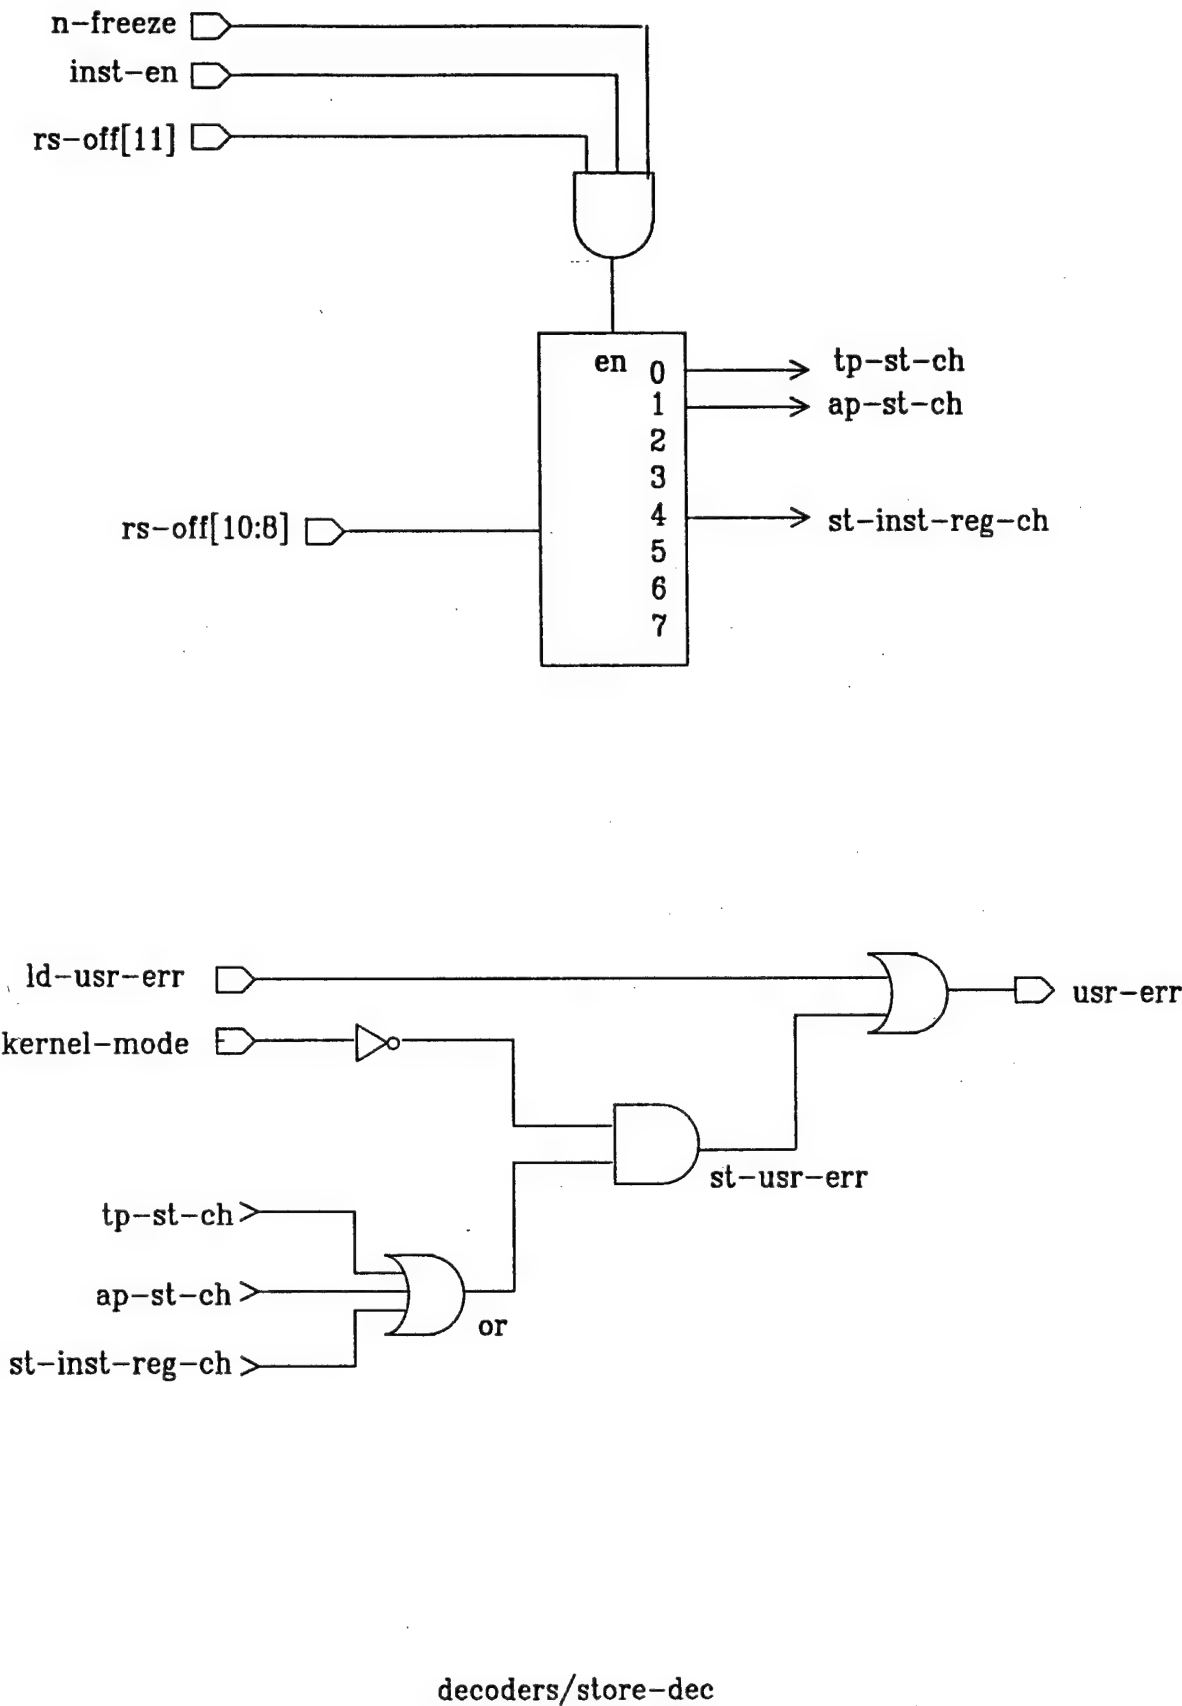 n-freeze
inst-en
rs-off[11]
en
0
tp-st-ch
1
ap-st-ch
2
3
4
st-inst-reg-ch
rs-off[10:8]
5
6
7
ld-usr-err
usr-err
kernel-mode
st-usr-err
tp-st-ch
ap-st-ch
or
st-inst-reg-ch
decoders/store-dec